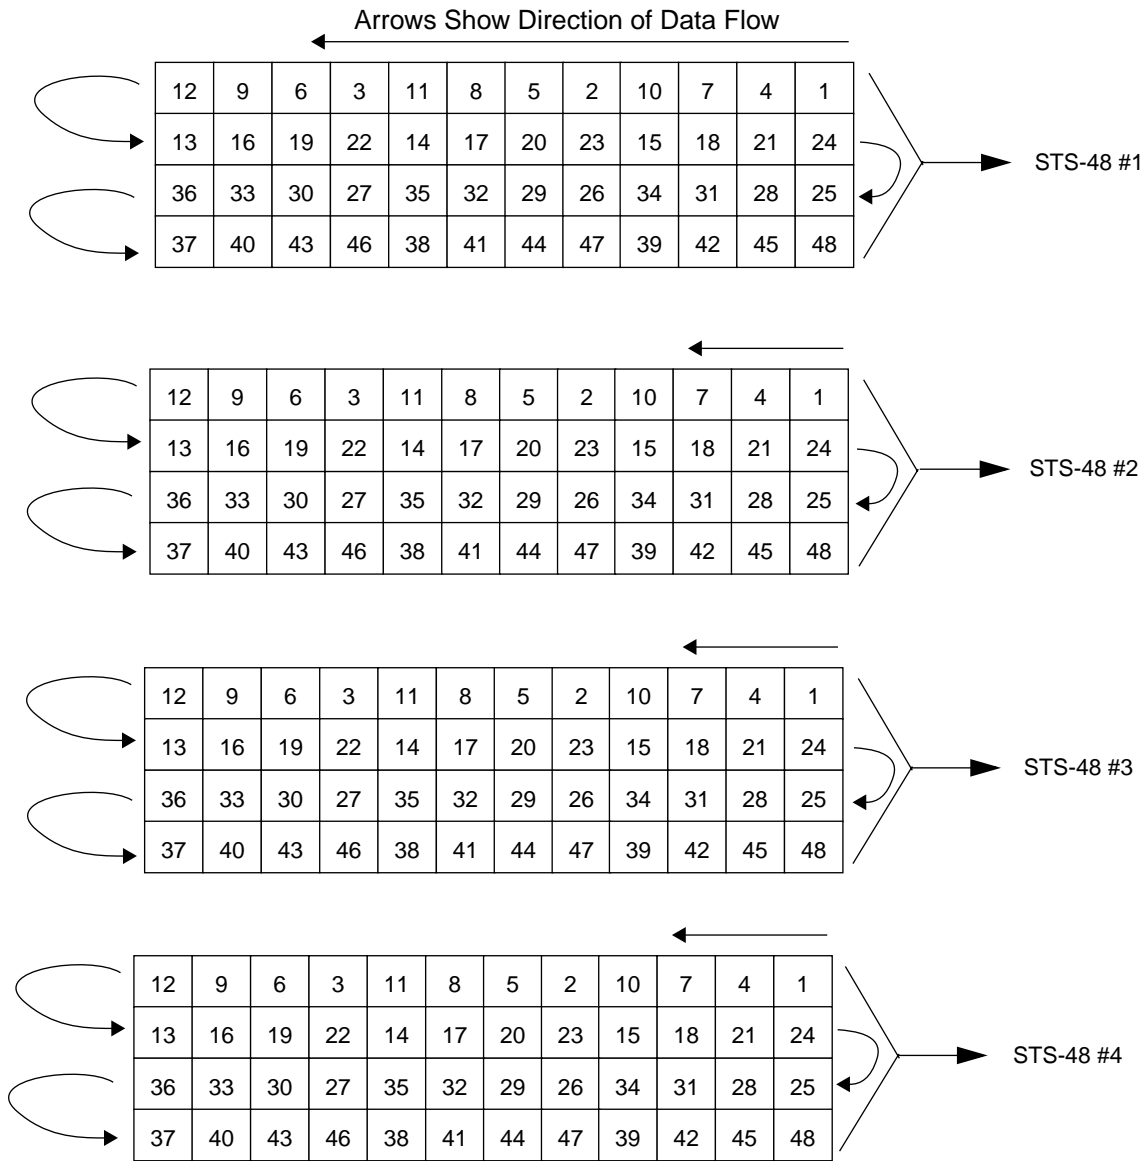 Arrows Show Direction of Data Flow
12 9 6 3 11 8 5 2 10 7 4 1
13 16 19 22 14 17 20 23 15 18 21 24
STS-48 #1
36 33 30 27 35 32 29 26 34 31 28 25
37 40 43 46 38 41 44 47 39 42 45 48
12 9 6 3 11 8 5 2 10 7 4 1
13 16 19 22 14 17 20 23 15 18 21 24
STS-48 #2
36 33 30 27 35 32 29 26 34 31 28 25
37 40 43 46 38 41 44 47 39 42 45 48
12 9 6 3 11 8 5 2 10 7 4 1
13 16 19 22 14 17 20 23 15 18 21 24
STS-48 #3
36 33 30 27 35 32 29 26 34 31 28 25
37 40 43 46 38 41 44 47 39 42 45 48
12 9 6 3 11 8 5 2 10 7 4 1
13 16 19 22 14 17 20 23 15 18 21 24
STS-48 #4
36 33 30 27 35 32 29 26 34 31 28 25
37 40 43 46 38 41 44 47 39 42 45 48